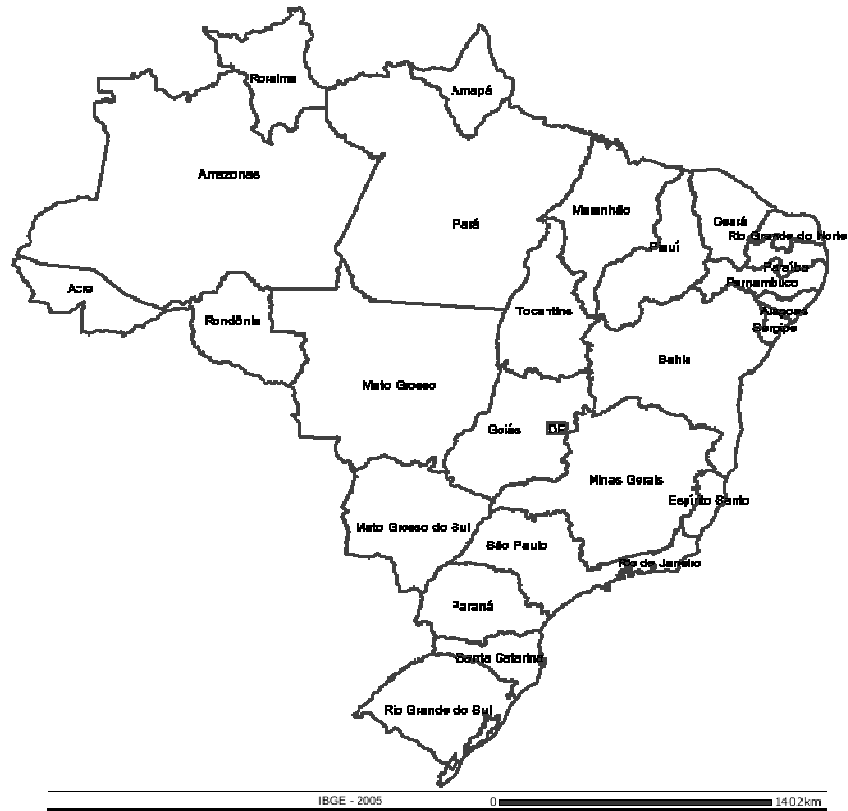 Roraima
Amapá
Amazonas
Pará
Maranhão
Ceará
Rio Grande do Norte
Piauí
Paraíba
Pernambuco
Acre
Alagoas
Sergipe
Rondônia
Tocantins
Bahia
Mato Grosso
Goiás
DF
Minas Gerais
Espírito Santo
Mato Grosso do Sul
São Paulo
Rio de Janeiro
Paraná
Santa Catarina
Rio Grande do Sul
IBGE - 2005
0
1402km